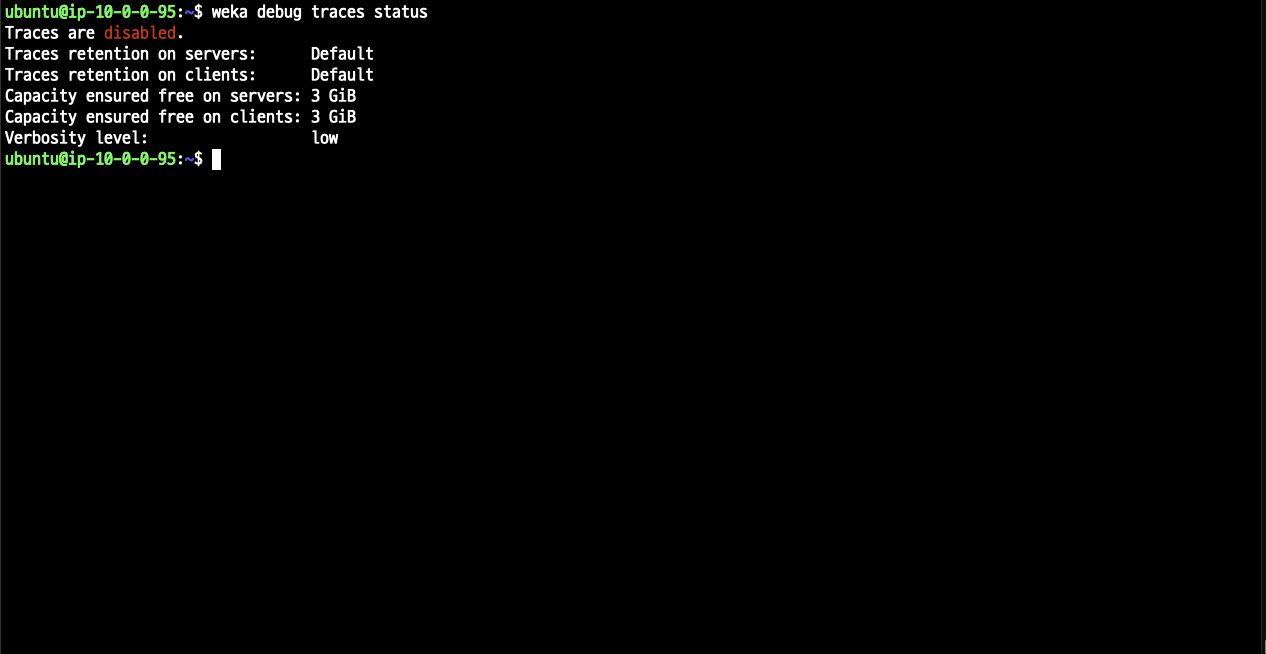 ubuntu@ip-10-0-0-95:~$ weka debug traces status
Traces are disabled.
Traces retention on servers:      Default
Traces retention on clients:      Default
Capacity ensured free on servers: 3 GiB
Capacity ensured free on clients: 3 GiB
Verbosity level:                  low
ubuntu@ip-10-0-0-95:~$